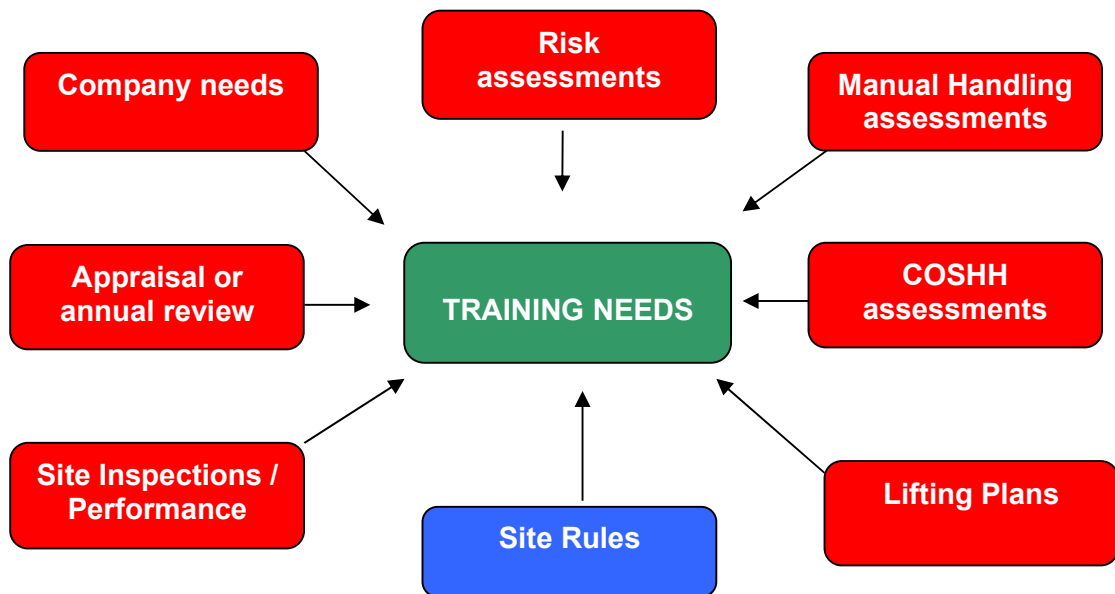 Company needs
Risk
assessments
Manual Handling
assessments
Appraisal or
annual review
TRAINING NEEDS
COSHH
assessments
Site Inspections /
Performance
Site Rules
Lifting Plans